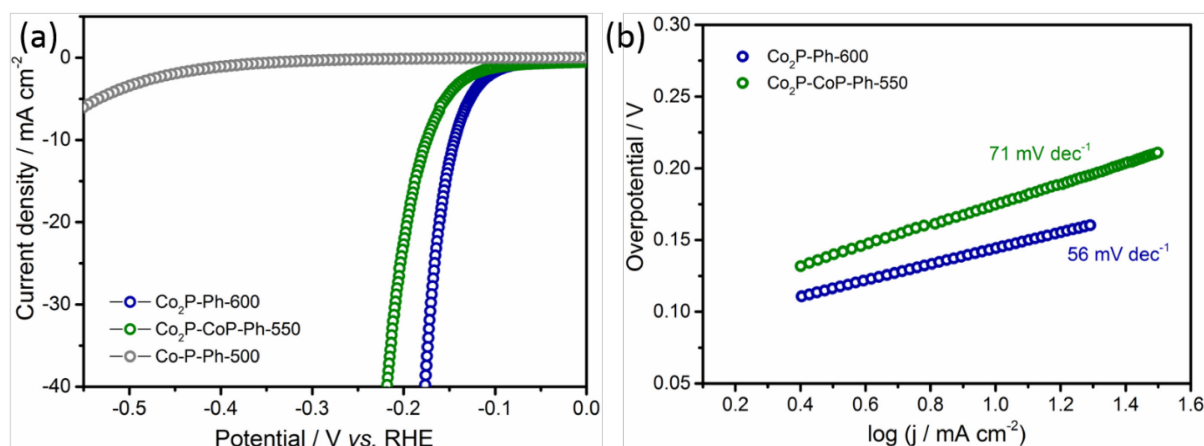 (a)
0
-10
-20
-30
-40
Current density / mA cm⁻²
Co₂P-Ph-600
Co₂P-CoP-Ph-550
Co-P-Ph-500
-0.5 -0.4 -0.3 -0.2 -0.1 0.0
Potential / V vs. RHE
(b)
0.30
0.25
0.20
0.15
0.10
0.05
Overpotential / V
Co₂P-Ph-600
Co₂P-CoP-Ph-550
71 mV dec⁻¹
56 mV dec⁻¹
0.2 0.4 0.6 0.8 1.0 1.2 1.4 1.6
log (j / mA cm⁻²)